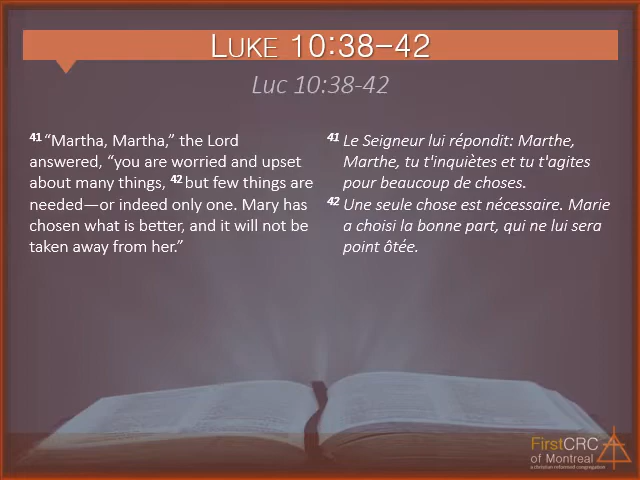 LUKE 10:38-42
Luc 10:38-42
41 “Martha, Martha,” the Lord
answered, “you are worried and upset
about many things, 42 but few things are
needed—or indeed only one. Mary has
chosen what is better, and it will not be
taken away from her.”
41 Le Seigneur lui répondit: Marthe,
Marthe, tu t'inquiètes et tu t'agites
pour beaucoup de choses.
42 Une seule chose est nécessaire. Marie
a choisi la bonne part, qui ne lui sera
point ôtée.
FirstCRC
of Montreal
a christian reformed congregation